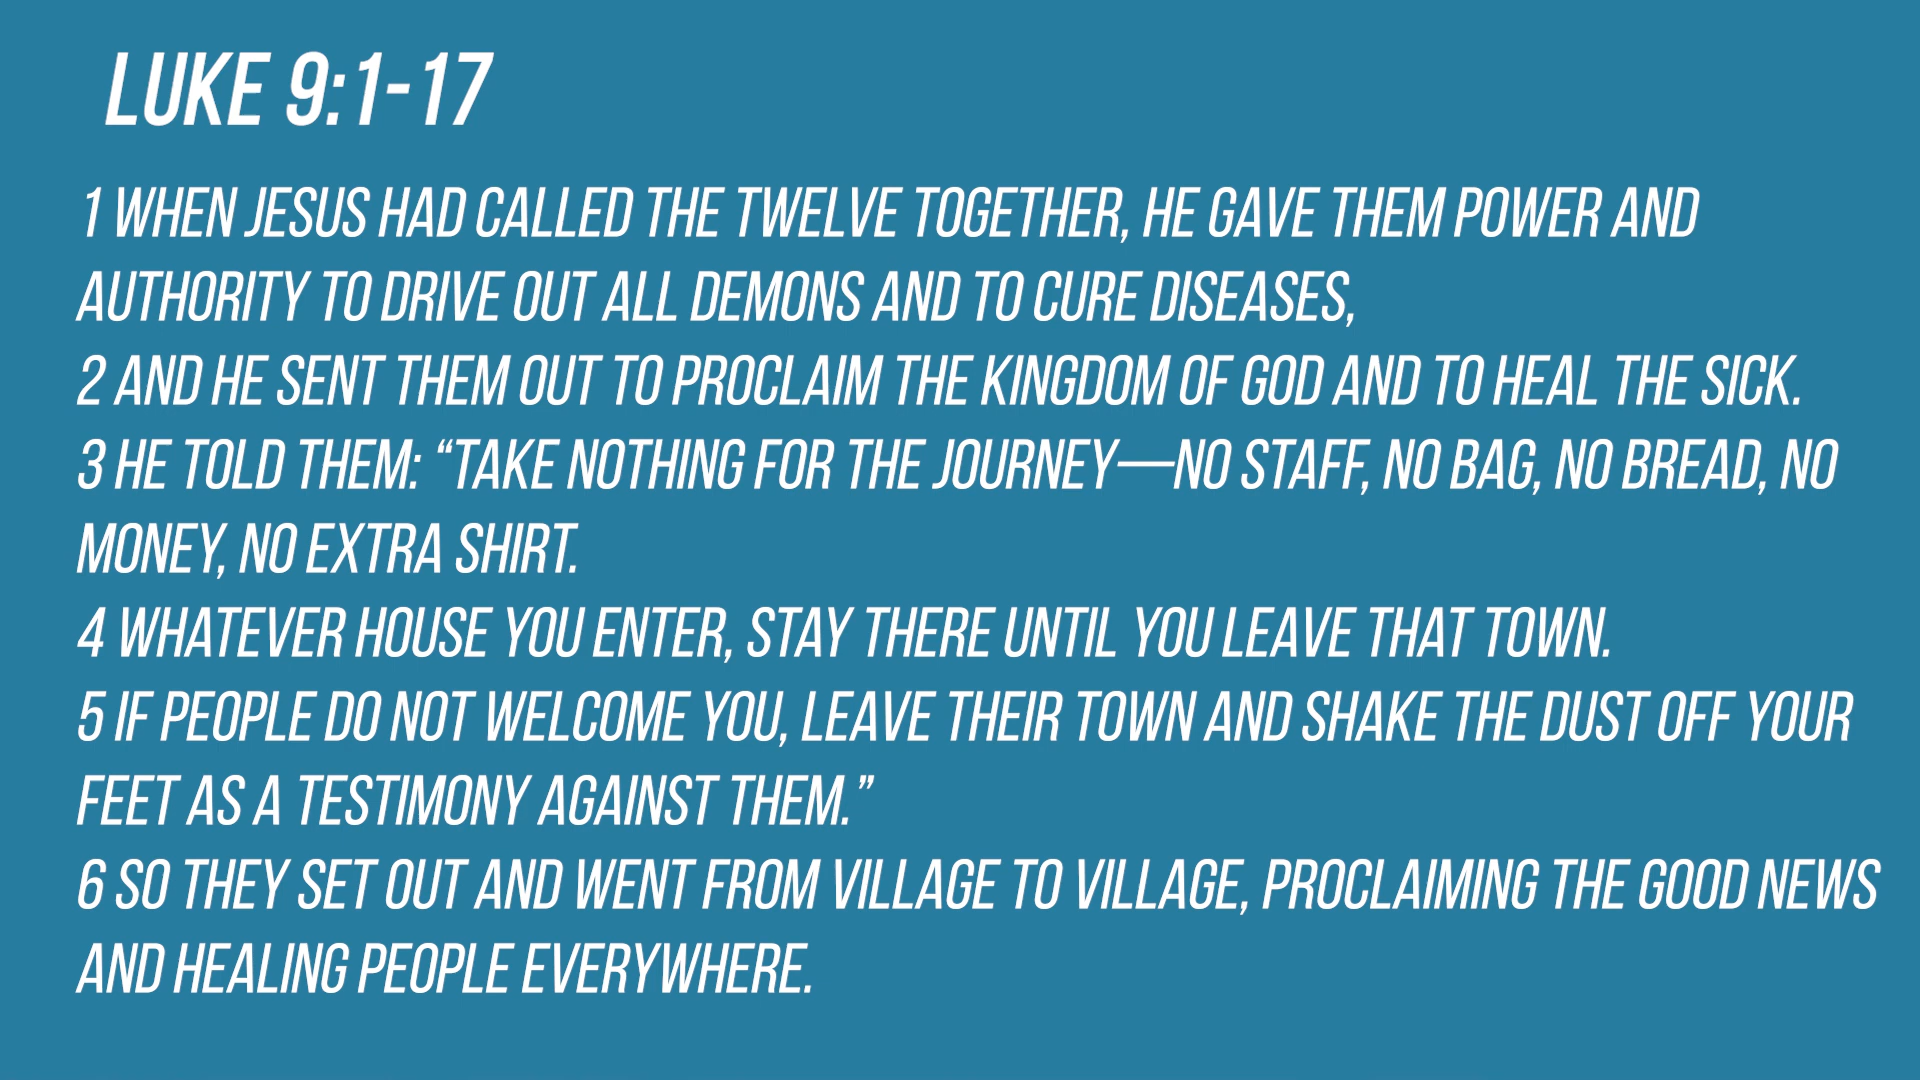 LUKE 9:1-17
1 WHEN JESUS HAD CALLED THE TWELVE TOGETHER, HE GAVE THEM POWER AND
AUTHORITY TO DRIVE OUT ALL DEMONS AND TO CURE DISEASES,
2 AND HE SENT THEM OUT TO PROCLAIM THE KINGDOM OF GOD AND TO HEAL THE SICK.
3 HE TOLD THEM: “TAKE NOTHING FOR THE JOURNEY—NO STAFF, NO BAG, NO BREAD, NO
MONEY, NO EXTRA SHIRT.
4 WHATEVER HOUSE YOU ENTER, STAY THERE UNTIL YOU LEAVE THAT TOWN.
5 IF PEOPLE DO NOT WELCOME YOU, LEAVE THEIR TOWN AND SHAKE THE DUST OFF YOUR
FEET AS A TESTIMONY AGAINST THEM.”
6 SO THEY SET OUT AND WENT FROM VILLAGE TO VILLAGE, PROCLAIMING THE GOOD NEWS
AND HEALING PEOPLE EVERYWHERE.